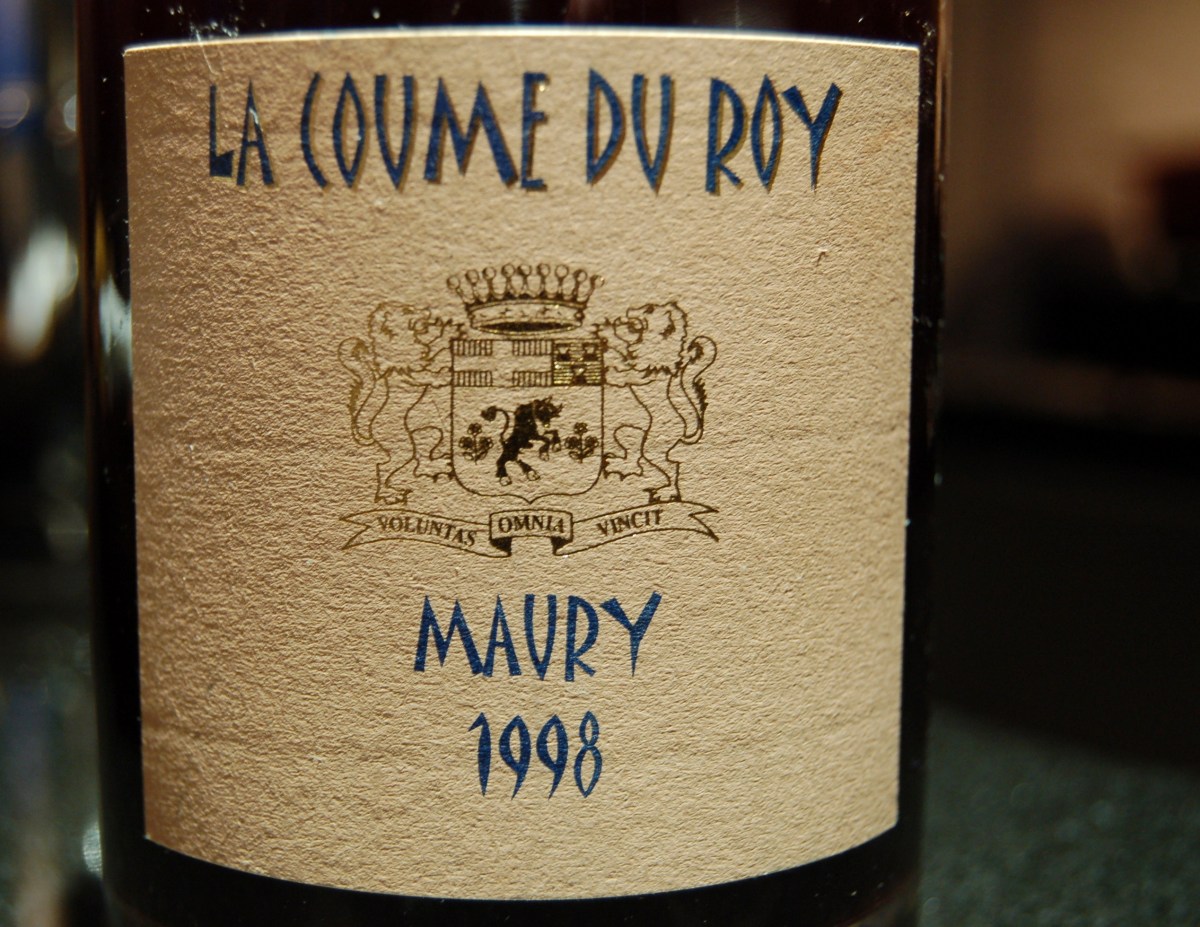 LA COUME DU ROY
VOLUNTAS OMNIA VINCIT
MAURY
1998